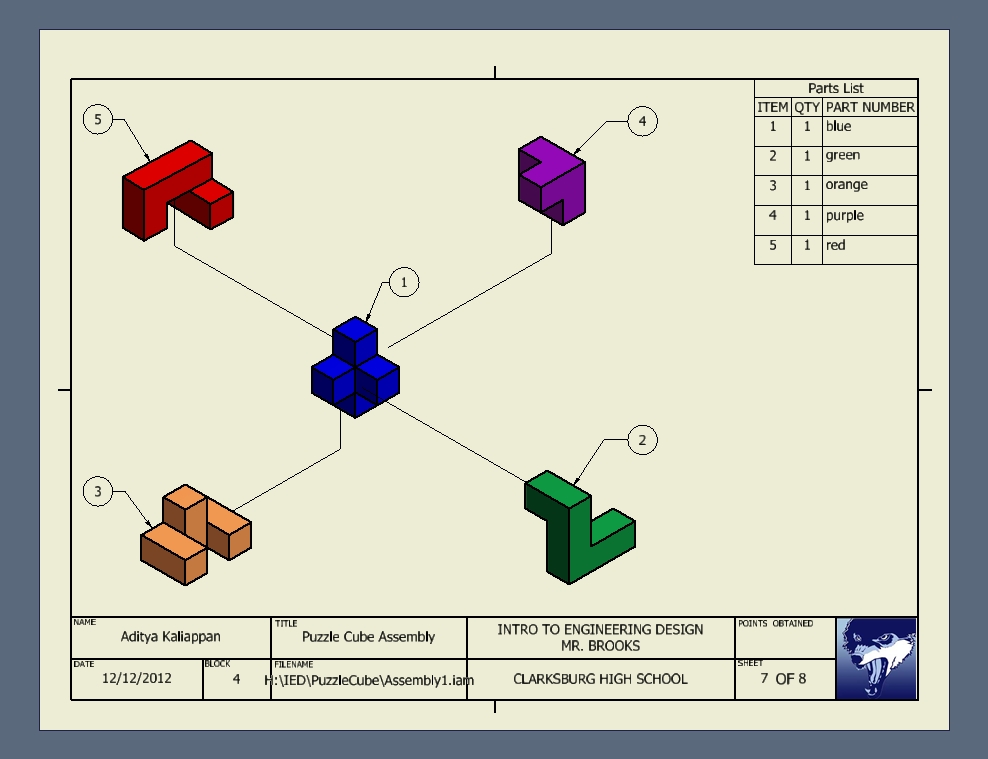 Parts List
ITEM QTY PART NUMBER
1 1 blue
2 1 green
3 1 orange
4 1 purple
5 1 red
5
4
1
2
3
NAME
Aditya Kaliappan
TITLE
Puzzle Cube Assembly
INTRO TO ENGINEERING DESIGN
MR. BROOKS
POINTS OBTAINED
DATE
12/12/2012
BLOCK
4
FILENAME
H:\IED\PuzzleCube\Assembly1.iam
CLARKSBURG HIGH SCHOOL
SHEET
7 OF 8